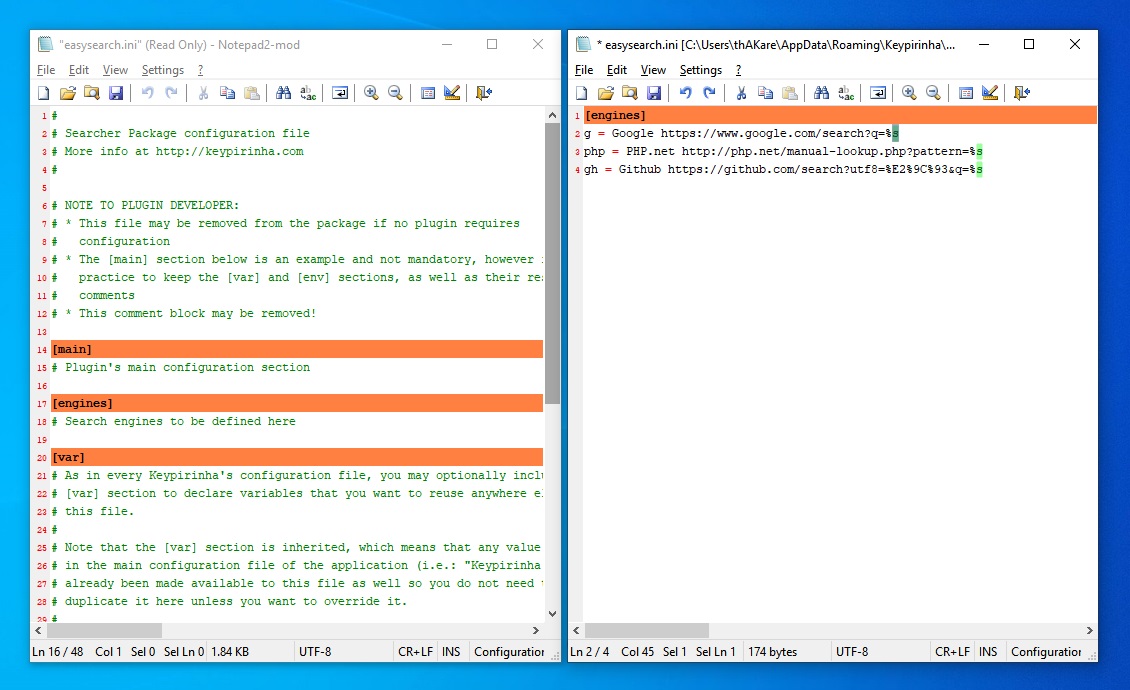 "easysearch.ini" (Read Only) - Notepad2-mod
File Edit View Settings ?
1 #
2 # Searcher Package configuration file
3 # More info at http://keypirinha.com
4 #
5
6 # NOTE TO PLUGIN DEVELOPER:
7 # * This file may be removed from the package if no plugin requires
8 #   configuration
9 # * The [main] section below is an example and not mandatory, however
10 #   practice to keep the [var] and [env] sections, as well as their re
11 #   comments
12 # * This comment block may be removed!
13
14 [main]
15 # Plugin's main configuration section
16
17 [engines]
18 # Search engines to be defined here
19
20 [var]
21 # As in every Keypirinha's configuration file, you may optionally inclu
22 # [var] section to declare variables that you want to reuse anywhere e
23 # this file.
24 #
25 # Note that the [var] section is inherited, which means that any value
26 # in the main configuration file of the application (i.e.: "Keypirinha
27 # already been made available to this file as well so you do not need
28 # duplicate it here unless you want to override it.
29 #
Ln 16 / 48 Col 1 Sel 0 Sel Ln 0 1.84 KB UTF-8 CR+LF INS Configuration
* easysearch.ini [C:\Users\thAKare\AppData\Roaming\Keypirinha\...
File Edit View Settings ?
1 [engines]
2 g = Google https://www.google.com/search?q=%s
3 php = PHP.net http://php.net/manual-lookup.php?pattern=%s
4 gh = Github https://github.com/search?utf8=%E2%9C%93&q=%s
Ln 2 / 4 Col 45 Sel 1 Sel Ln 1 174 bytes UTF-8 CR+LF INS Configuration